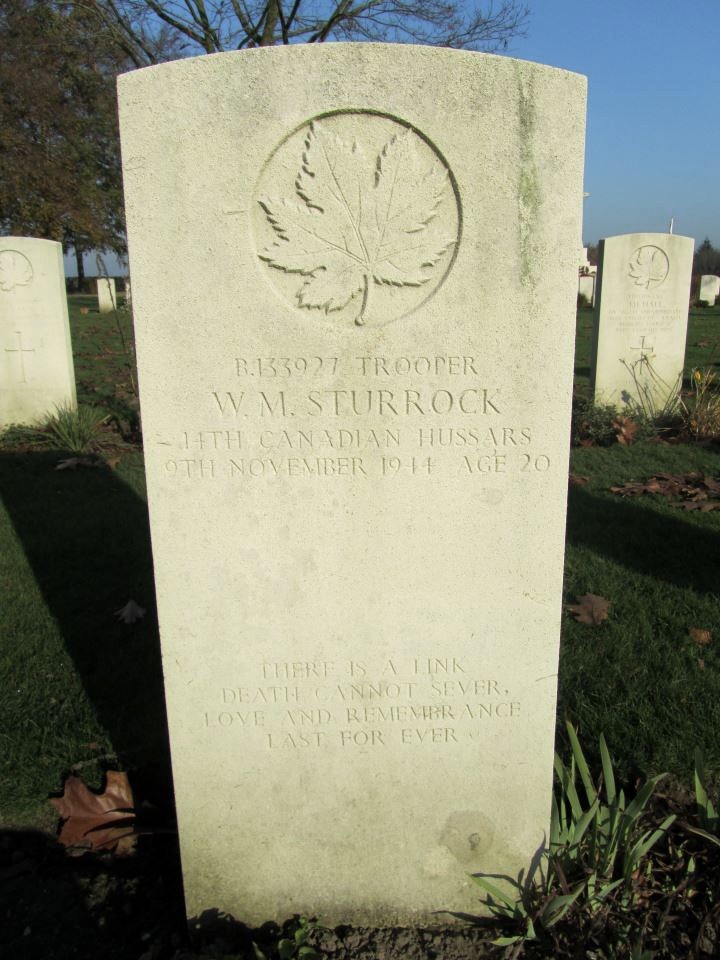 B.133927 TROOPER
W. M. STURROCK
14TH CANADIAN HUSSARS
9TH NOVEMBER 1944 AGE 20
THERE IS A LINK
DEATH CANNOT SEVER,
LOVE AND REMEMBRANCE
LAST FOR EVER